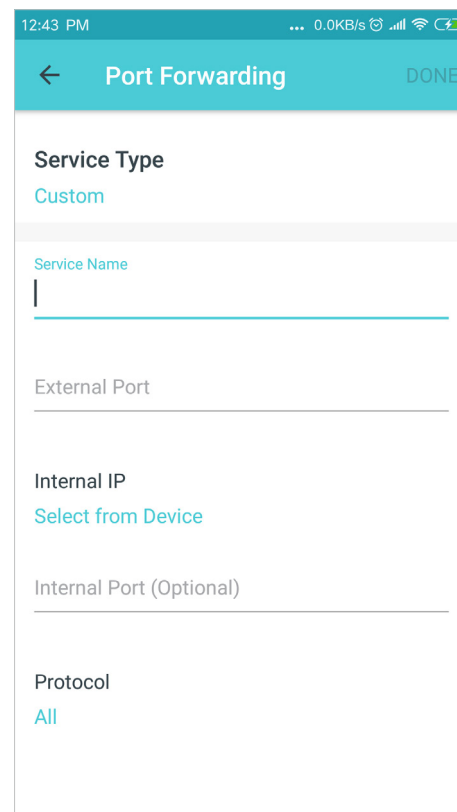 12:43 PM ... 0.0KB/s
Port Forwarding DONE
Service Type
Custom
Service Name
External Port
Internal IP
Select from Device
Internal Port (Optional)
Protocol
All